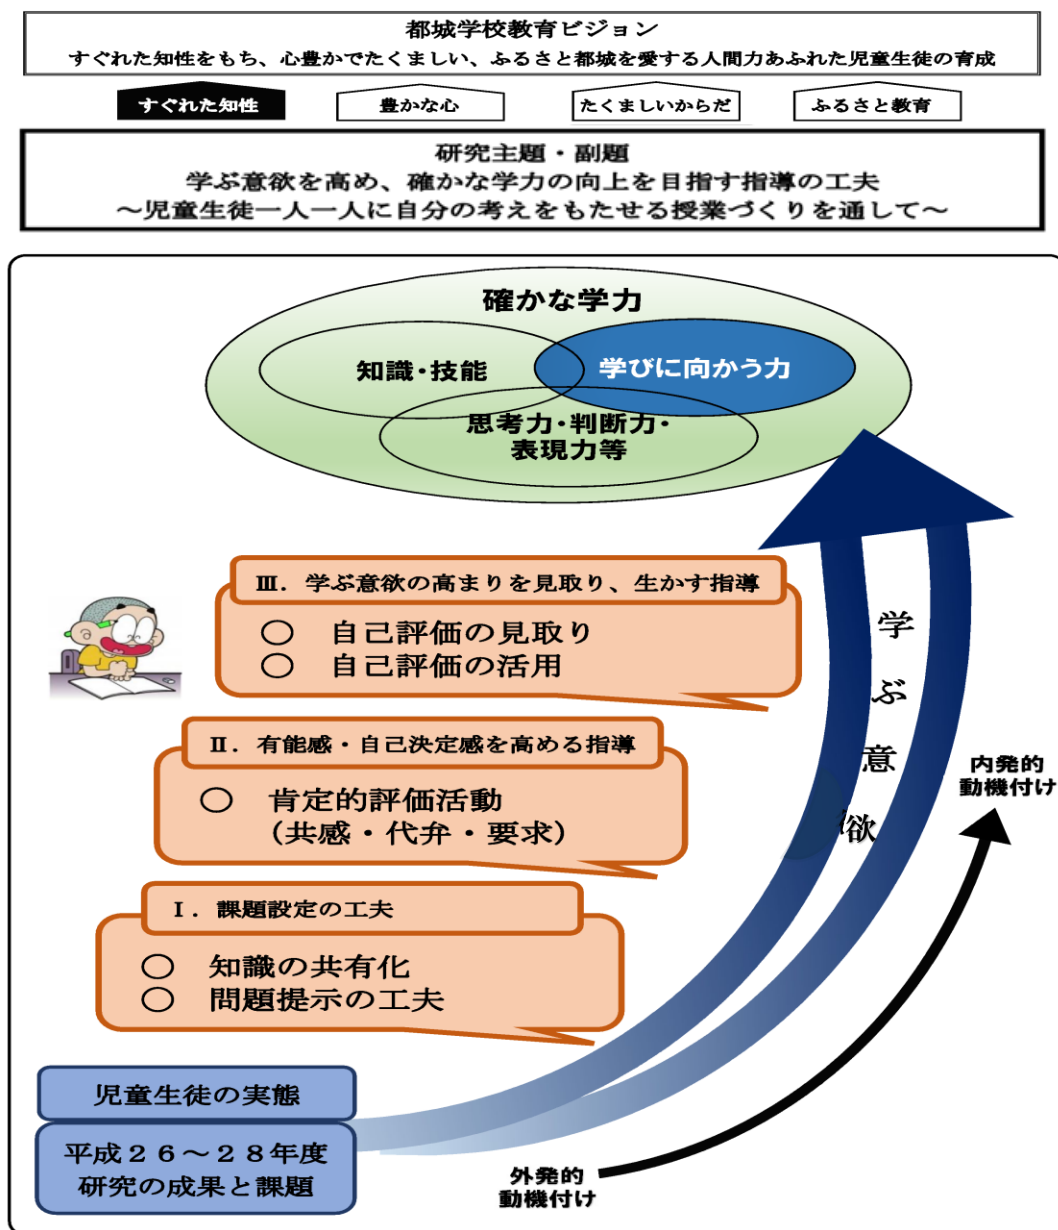 都城学校教育ビジョン
すぐれた知性をもち、心豊かでたくましい、ふるさと都城を愛する人間力あふれた児童生徒の育成
すぐれた知性
豊かな心
たくましいからだ
ふるさと教育
研究主題・副題
学ぶ意欲を高め、確かな学力の向上を目指す指導の工夫
～児童生徒一人一人に自分の考えをもたせる授業づくりを通して～
確かな学力
知識・技能
学びに向かう力
思考力・判断力・
表現力等
Ⅲ．学ぶ意欲の高まりを見取り、生かす指導
○ 自己評価の見取り
○ 自己評価の活用
Ⅱ．有能感・自己決定感を高める指導
○ 肯定的評価活動
（共感・代弁・要求）
Ⅰ．課題設定の工夫
○ 知識の共有化
○ 問題提示の工夫
学ぶ意欲
内発的
動機付け
児童生徒の実態
平成２６～２８年度
研究の成果と課題
外発的
動機付け